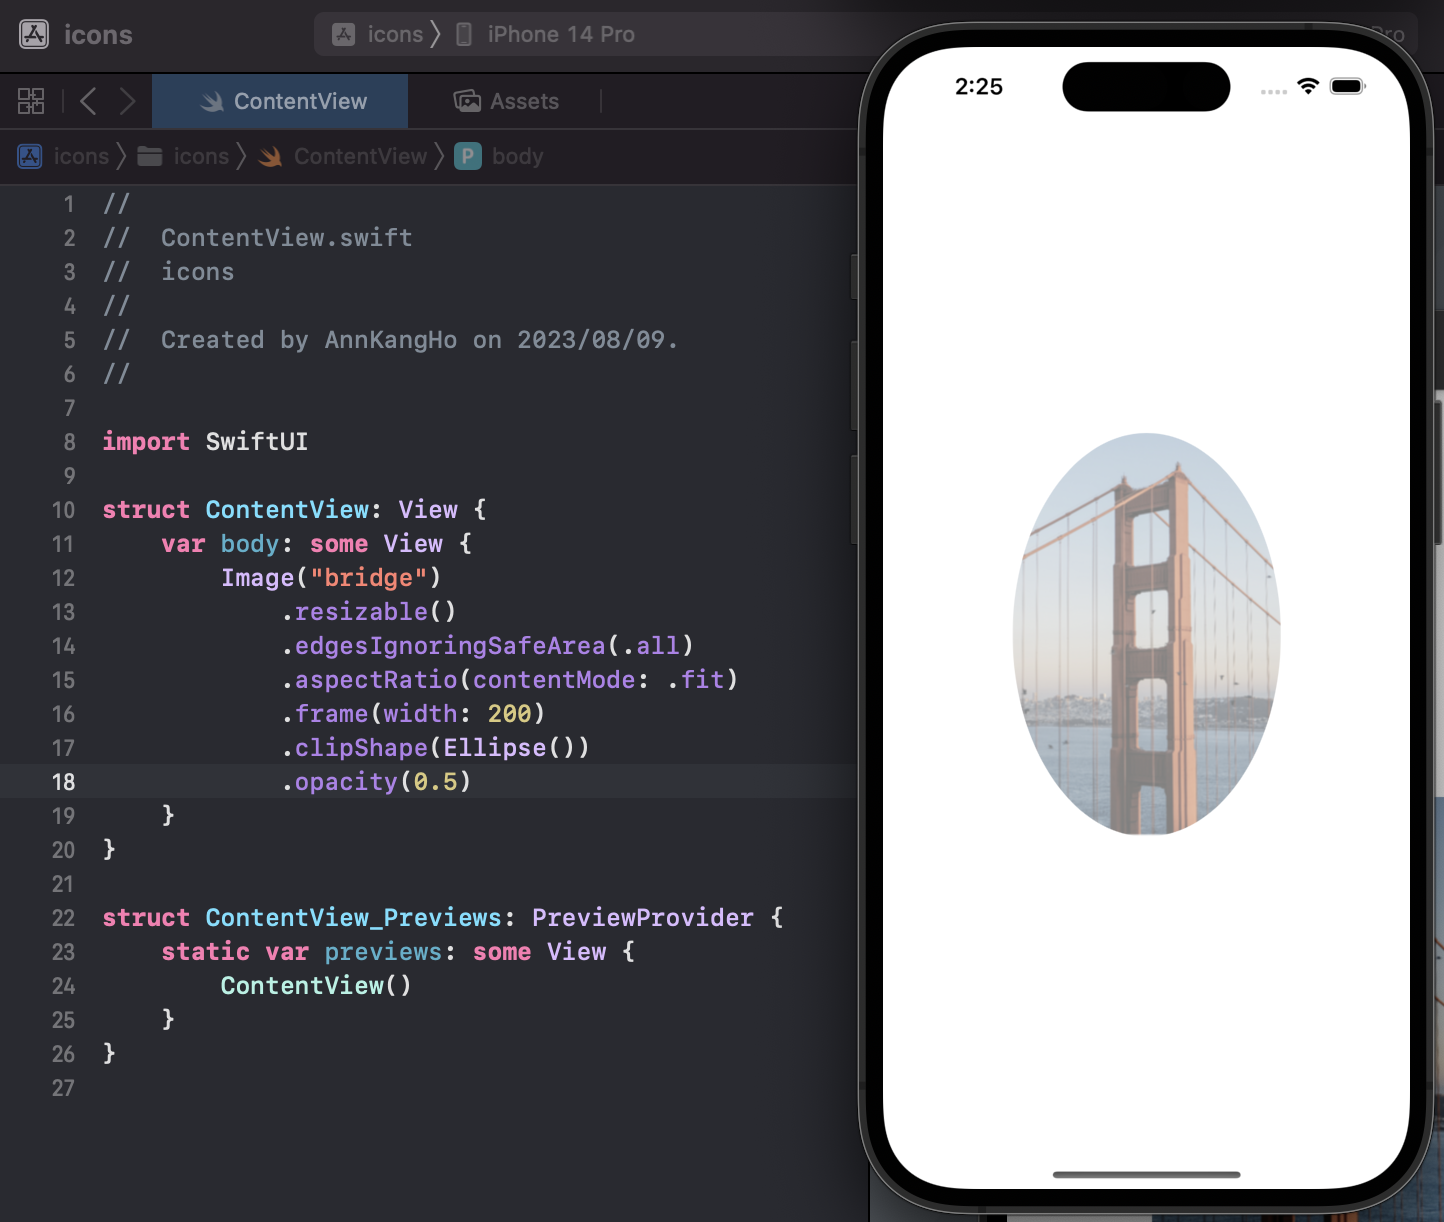 icons
icons
iPhone 14 Pro
Pro
ContentView
Assets
icons
icons
ContentView
P body
1 //
2 //  ContentView.swift
3 //  icons
4 //
5 //  Created by AnnKangHo on 2023/08/09.
6 //
7
8 import SwiftUI
9
10 struct ContentView: View {
11     var body: some View {
12         Image("bridge")
13             .resizable()
14             .edgesIgnoringSafeArea(.all)
15             .aspectRatio(contentMode: .fit)
16             .frame(width: 200)
17             .clipShape(Ellipse())
18             .opacity(0.5)
19     }
20 }
21
22 struct ContentView_Previews: PreviewProvider {
23     static var previews: some View {
24         ContentView()
25     }
26 }
27
2:25